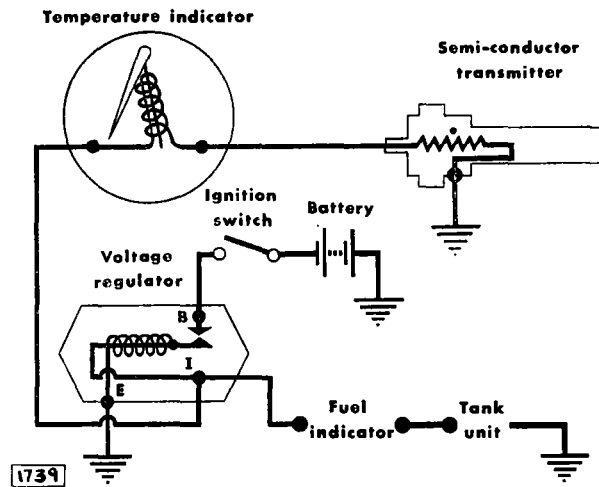 Temperature indicator
Semi-conductor
transmitter
Ignition
switch
Battery
Voltage
regulator
B
I
E
Fuel
indicator
Tank
unit
1739